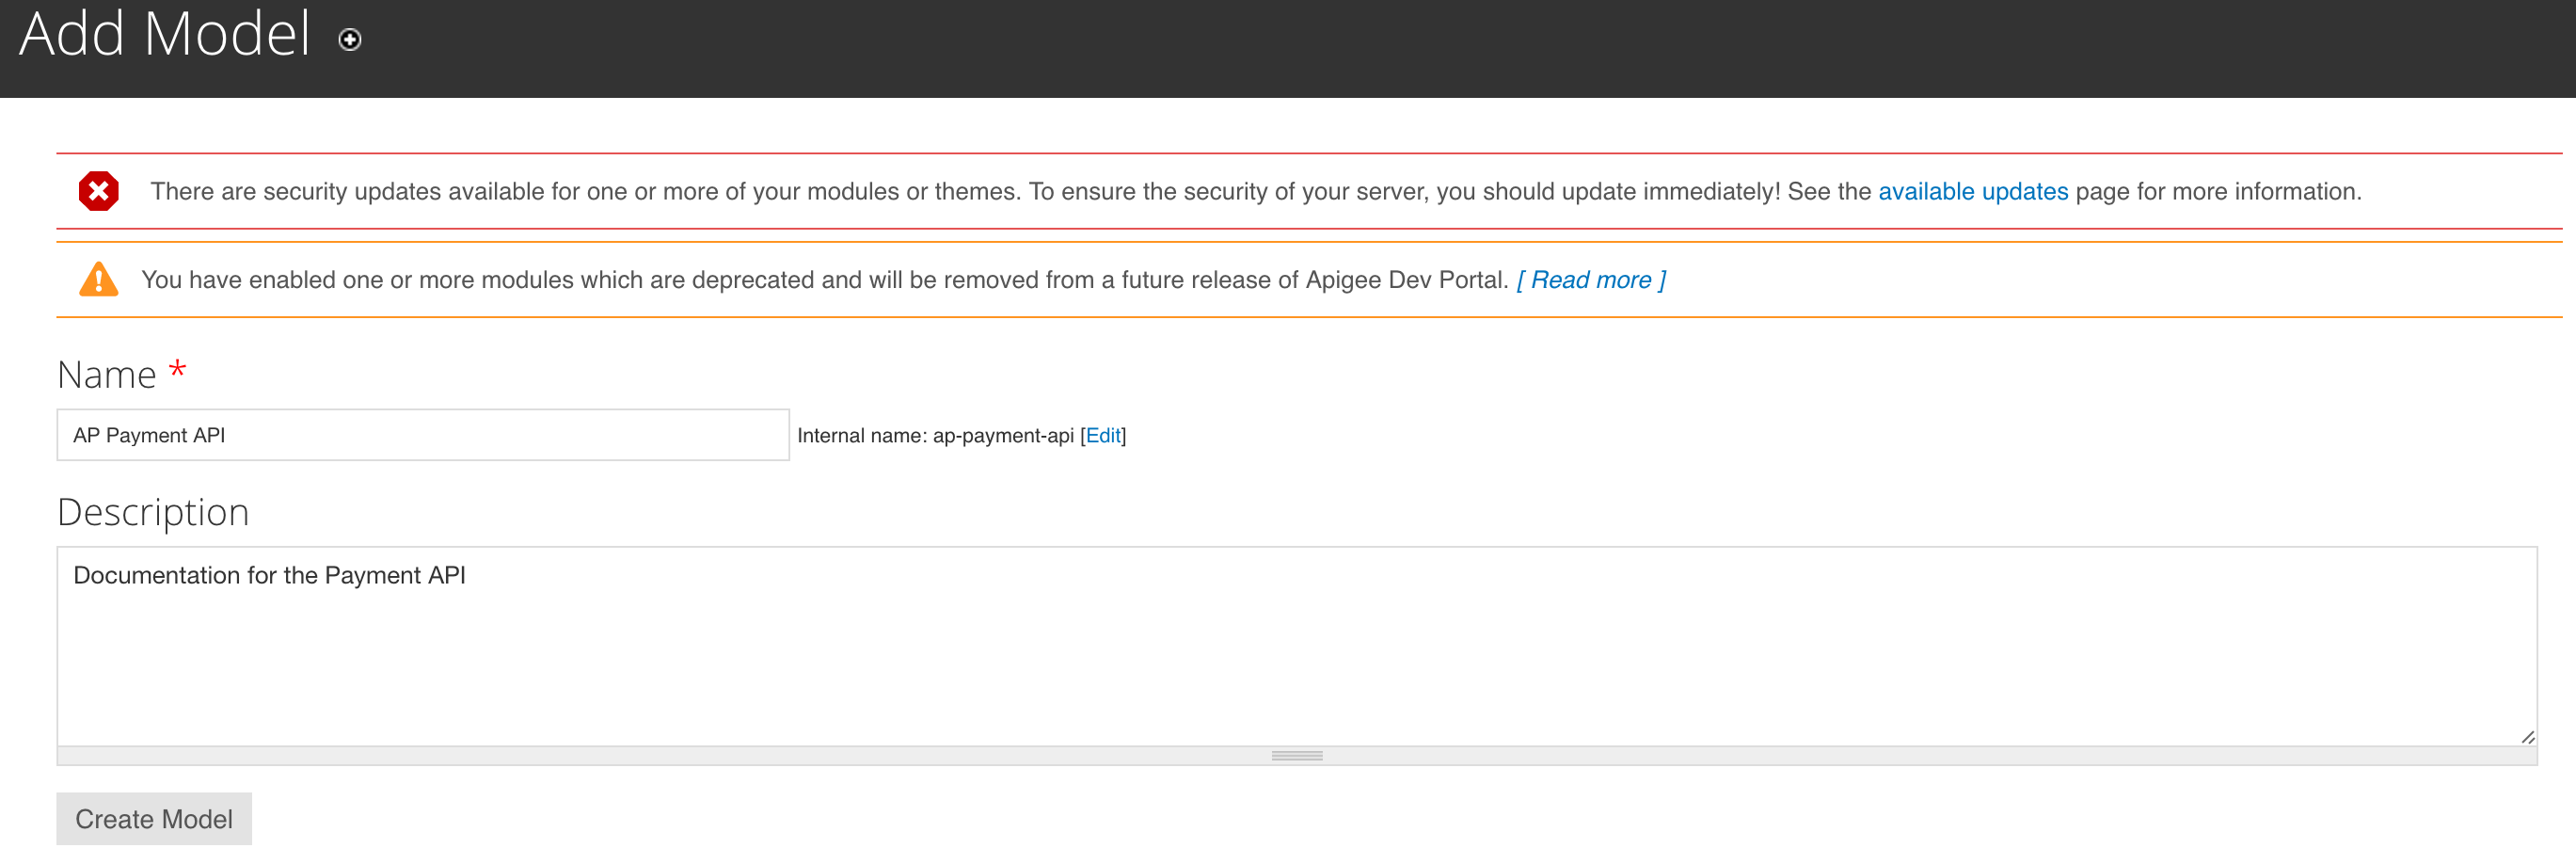 Add Model
There are security updates available for one or more of your modules or themes. To ensure the security of your server, you should update immediately! See the available updates page for more information.
You have enabled one or more modules which are deprecated and will be removed from a future release of Apigee Dev Portal. [ Read more ]
Name *
AP Payment API Internal name: ap-payment-api [Edit]
Description
Documentation for the Payment API
Create Model